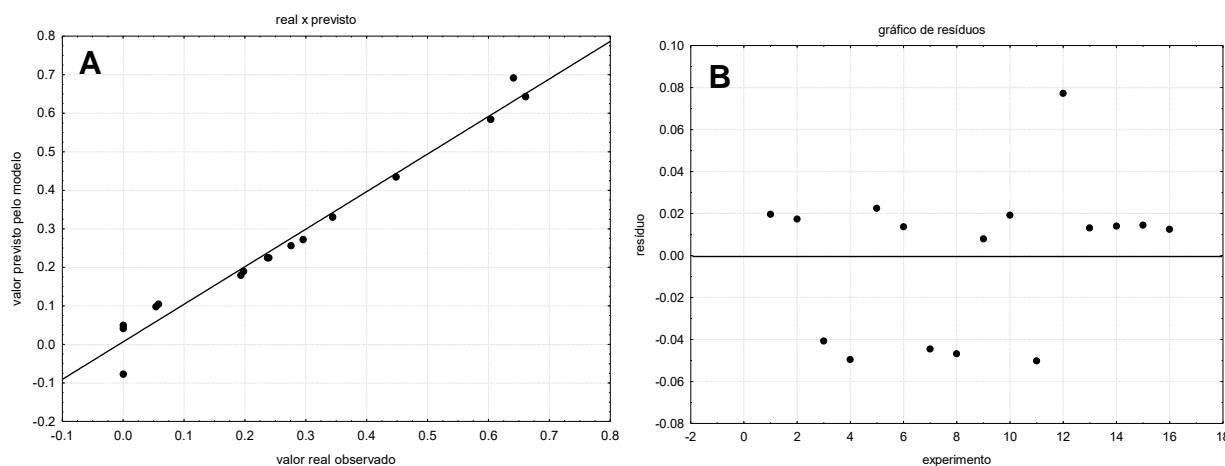 real x previsto
A
0.8
0.7
0.6
0.5
0.4
0.3
0.2
0.1
0.0
-0.1
-0.2
valor previsto pelo modelo
-0.1 0.0 0.1 0.2 0.3 0.4 0.5 0.6 0.7 0.8
valor real observado
gráfico de resíduos
B
0.10
0.08
0.06
0.04
0.02
0.00
-0.02
-0.04
-0.06
-0.08
resíduo
-2 0 2 4 6 8 10 12 14 16 18
experimento